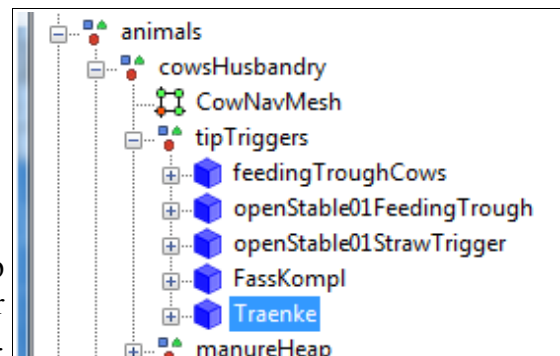 animals
cowsHusbandry
CowNavMesh
tipTriggers
feedingTroughCows
openStable01FeedingTrough
openStable01StrawTrigger
FassKompl
Traenke
manureHeap